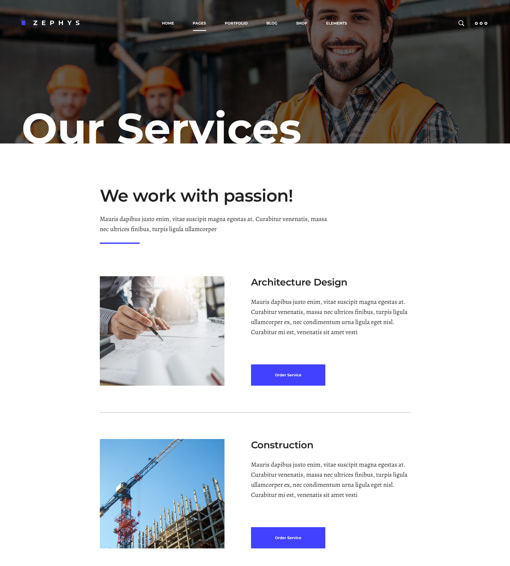 ZEPHYS
HOME PAGES PORTFOLIO BLOG SHOP ELEMENTS
Our Services
We work with passion!
Mauris dapibus justo enim, vitae suscipit magna egestas at. Curabitur venenatis, massa
nec ultrices finibus, turpis ligula ullamcorper
Architecture Design
Mauris dapibus justo enim, vitae suscipit magna egestas at.
Curabitur venenatis, massa nec ultrices finibus, turpis ligula
ullamcorper ex, nec condimentum urna ligula eget nisl.
Curabitur mi est, venenatis sit amet vesti
Order Service
Construction
Mauris dapibus justo enim, vitae suscipit magna egestas at.
Curabitur venenatis, massa nec ultrices finibus, turpis ligula
ullamcorper ex, nec condimentum urna ligula eget nisl.
Curabitur mi est, venenatis sit amet vesti
Order Service